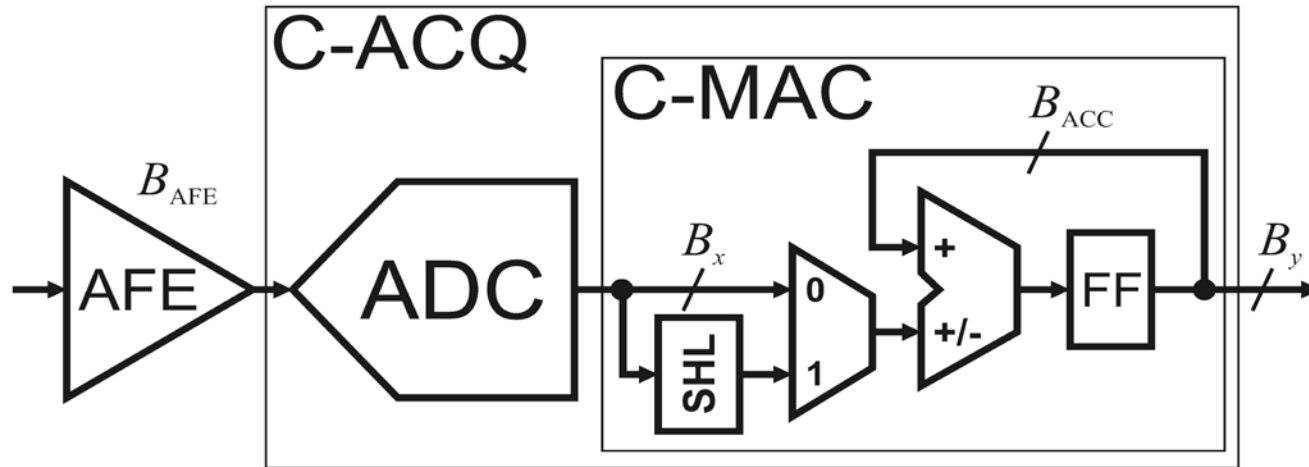 C-ACQ
C-MAC
B_ACC
B_AFE
AFE
ADC
B_x
SHL
0
1
+
+/-
FF
B_y